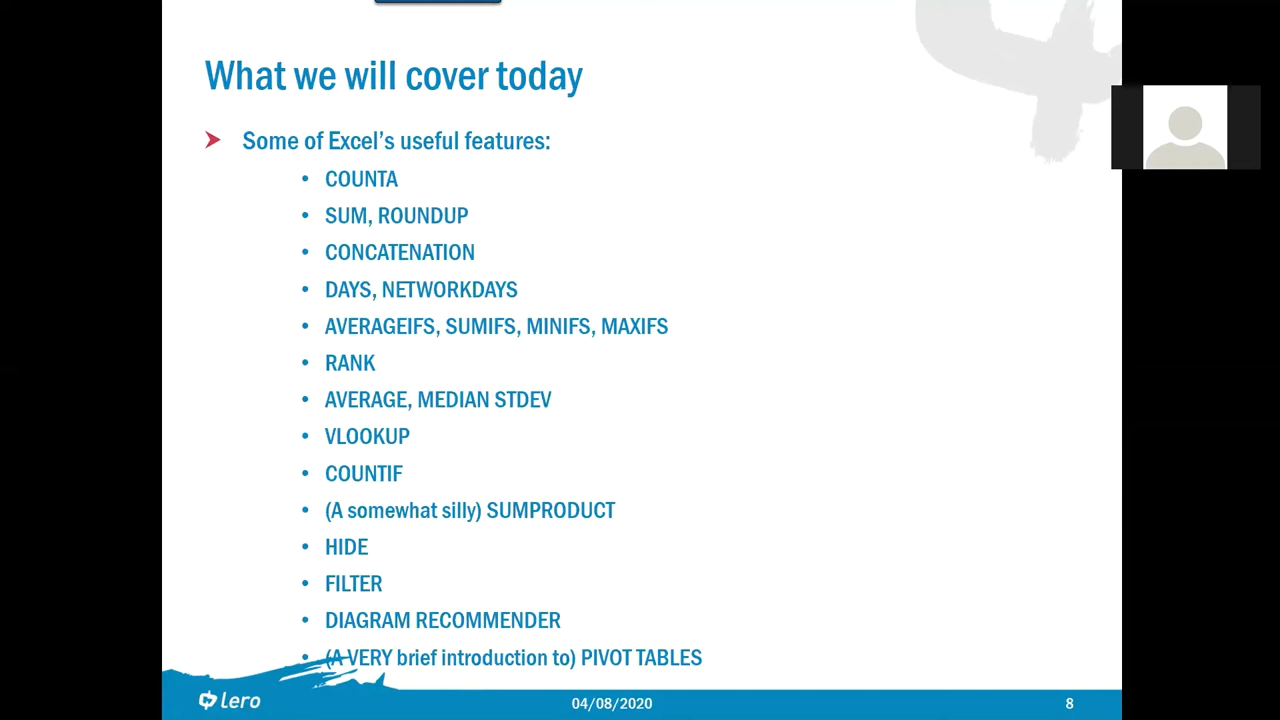 What we will cover today
Some of Excel's useful features:
COUNTA
SUM, ROUNDUP
CONCATENATION
DAYS, NETWORKDAYS
AVERAGEIFS, SUMIFS, MINIFS, MAXIFS
RANK
AVERAGE, MEDIAN STDEV
VLOOKUP
COUNTIF
(A somewhat silly) SUMPRODUCT
HIDE
FILTER
DIAGRAM RECOMMENDER
(A VERY brief introduction to) PIVOT TABLES
lero
04/08/2020
8